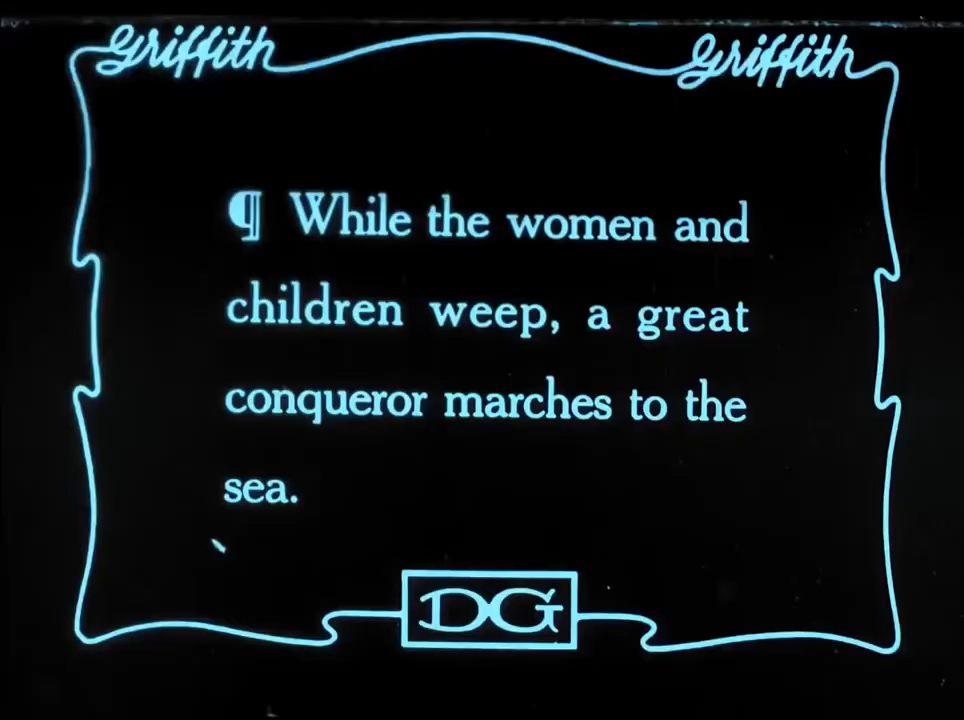 Griffith Griffith
¶ While the women and
children weep, a great
conqueror marches to the
sea.
DG